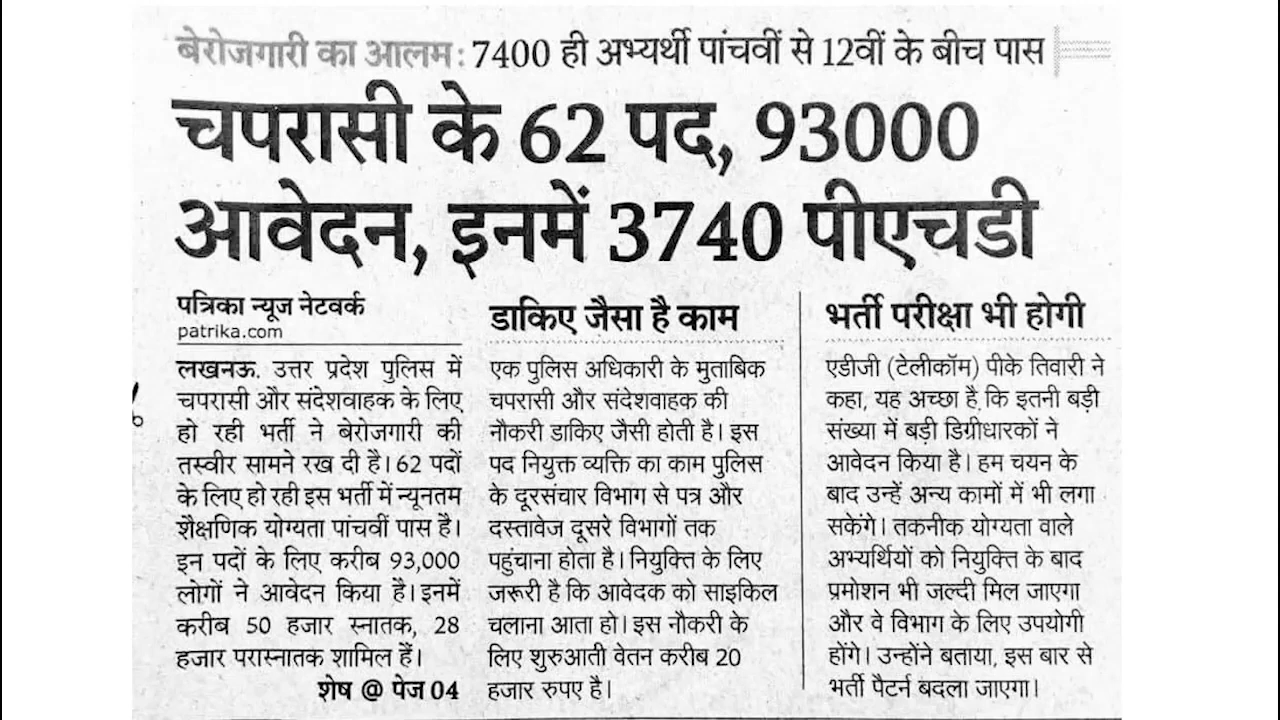 बेरोजगारी का आलम: 7400 ही अभ्यर्थी पांचवीं से 12वीं के बीच पास
चपरासी के 62 पद, 93000
आवेदन, इनमें 3740 पीएचडी
पत्रिका न्यूज नेटवर्क
patrika.com
लखनऊ. उत्तर प्रदेश पुलिस में
चपरासी और संदेशवाहक के लिए
हो रही भर्ती ने बेरोजगारी की
तस्वीर सामने रख दी है। 62 पदों
के लिए हो रही इस भर्ती में न्यूनतम
शैक्षणिक योग्यता पांचवीं पास है।
इन पदों के लिए करीब 93,000
लोगों ने आवेदन किया है। इनमें
करीब 50 हजार स्नातक, 28
हजार परास्नातक शामिल हैं।
शेष @ पेज 04
डाकिए जैसा है काम
एक पुलिस अधिकारी के मुताबिक
चपरासी और संदेशवाहक की
नौकरी डाकिए जैसी होती है। इस
पद नियुक्त व्यक्ति का काम पुलिस
के दूरसंचार विभाग से पत्र और
दस्तावेज दूसरे विभागों तक
पहुंचाना होता है। नियुक्ति के लिए
जरूरी है कि आवेदक को साइकिल
चलाना आता हो। इस नौकरी के
लिए शुरुआती वेतन करीब 20
हजार रुपए है।
भर्ती परीक्षा भी होगी
एडीजी (टेलीकॉम) पीके तिवारी ने
कहा, यह अच्छा है कि इतनी बड़ी
संख्या में बड़ी डिग्रीधारकों ने
आवेदन किया है। हम चयन के
बाद उन्हें अन्य कामों में भी लगा
सकेंगे। तकनीक योग्यता वाले
अभ्यर्थियों को नियुक्ति के बाद
प्रमोशन भी जल्दी मिल जाएगा
और वे विभाग के लिए उपयोगी
होंगे। उन्होंने बताया, इस बार से
भर्ती पैटर्न बदला जाएगा।